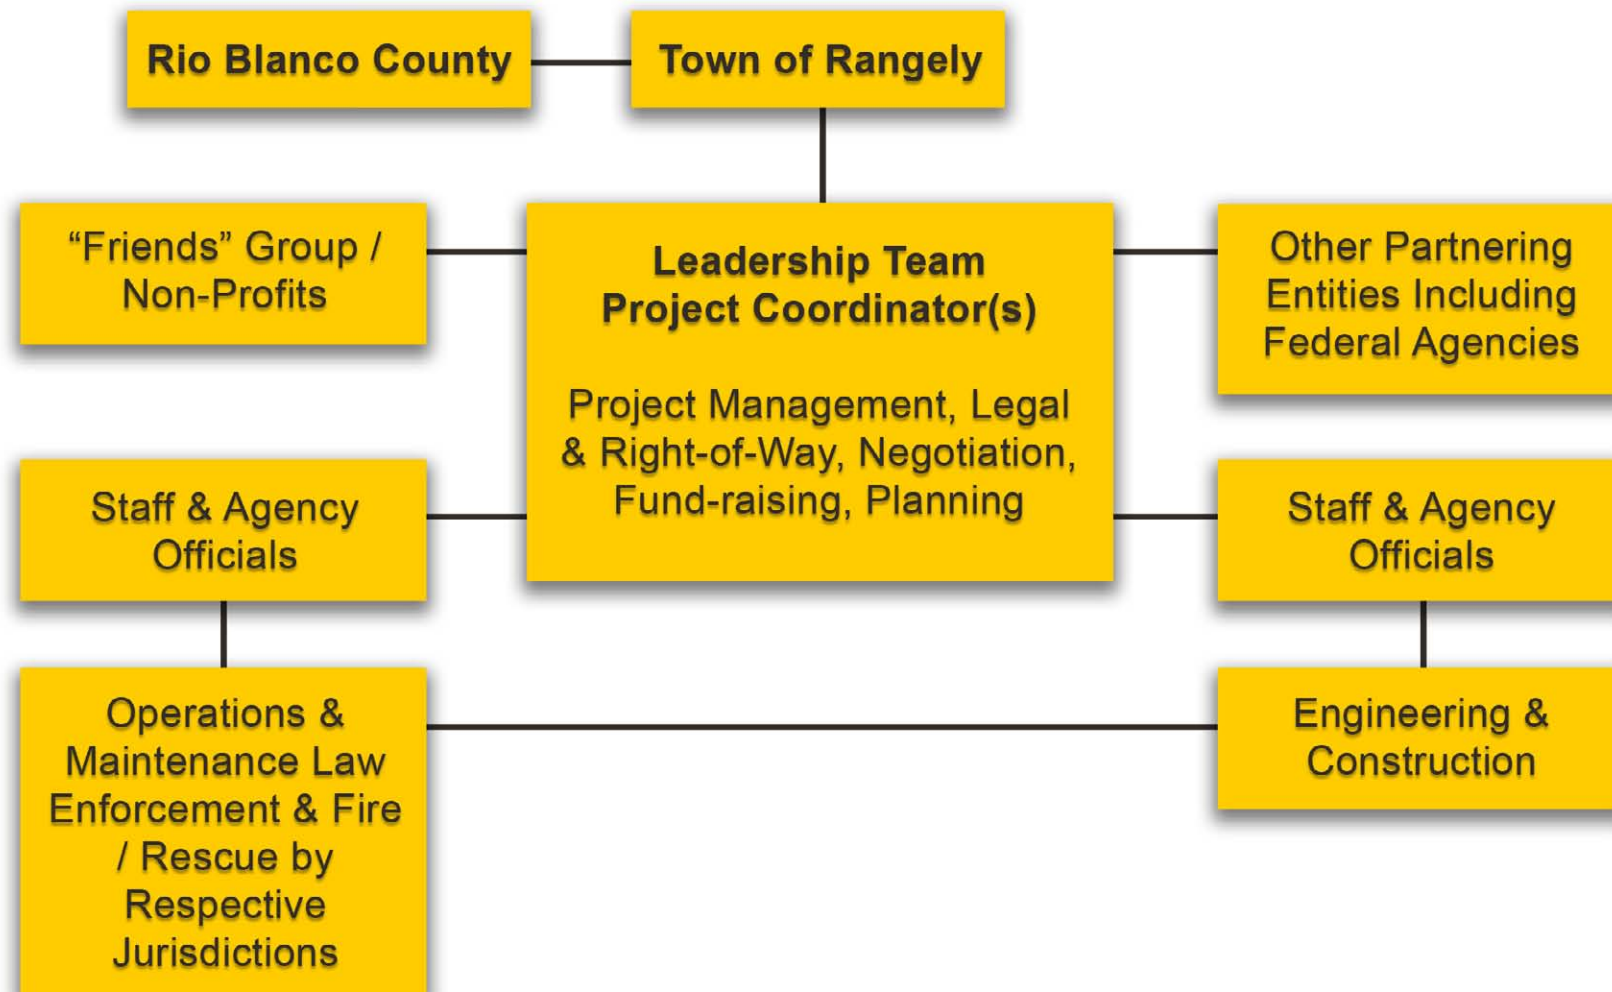 Rio Blanco County
Town of Rangely
“Friends” Group /
Non-Profits
Leadership Team
Project Coordinator(s)
Project Management, Legal
& Right-of-Way, Negotiation,
Fund-raising, Planning
Other Partnering
Entities Including
Federal Agencies
Staff & Agency
Officials
Staff & Agency
Officials
Operations &
Maintenance Law
Enforcement & Fire
/ Rescue by
Respective
Jurisdictions
Engineering &
Construction